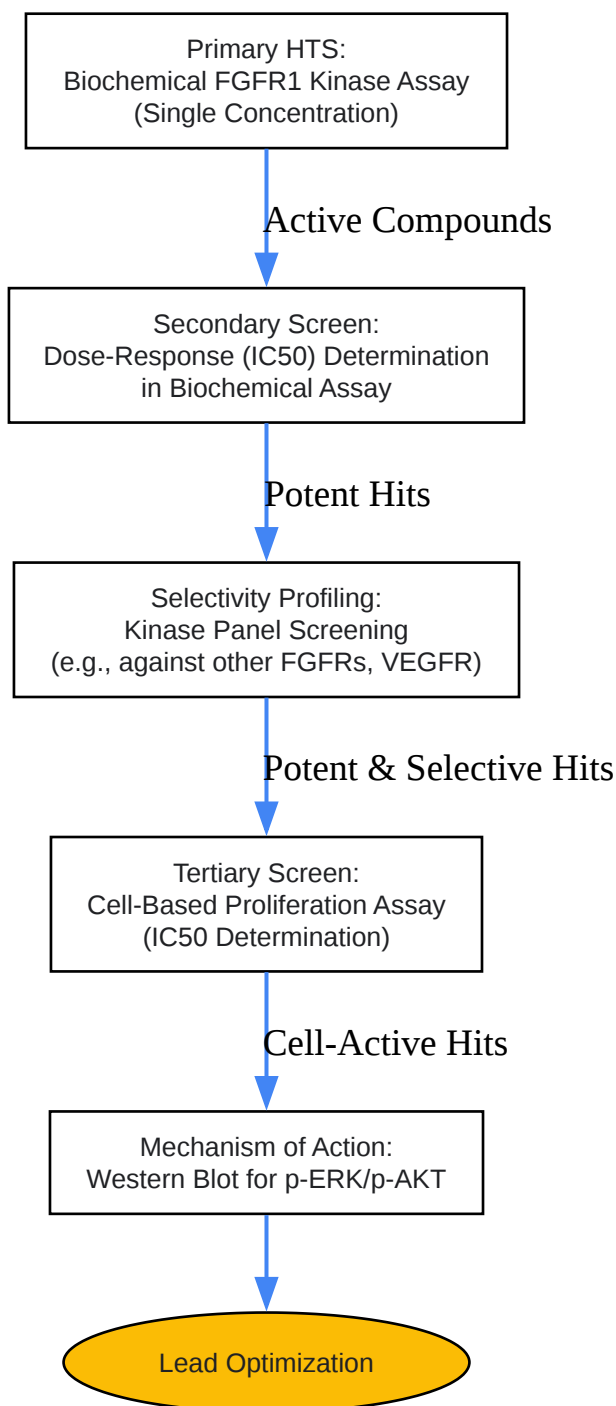 Primary HTS:
Biochemical FGFR1 Kinase Assay
(Single Concentration)
Active Compounds
Secondary Screen:
Dose-Response (IC50) Determination
in Biochemical Assay
Potent Hits
Selectivity Profiling:
Kinase Panel Screening
(e.g., against other FGFRs, VEGFR)
Potent & Selective Hits
Tertiary Screen:
Cell-Based Proliferation Assay
(IC50 Determination)
Cell-Active Hits
Mechanism of Action:
Western Blot for p-ERK/p-AKT
Lead Optimization